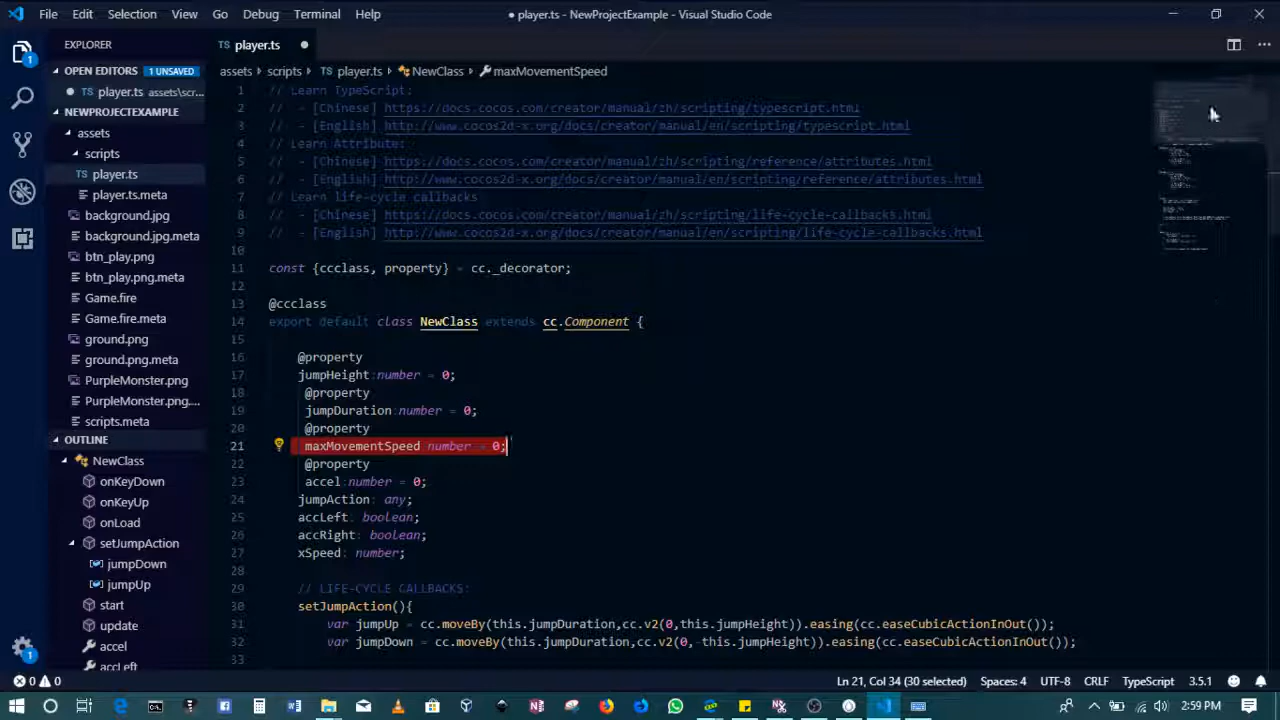 File Edit Selection View Go Debug Terminal Help
● player.ts - NewProjectExample - Visual Studio Code
EXPLORER
OPEN EDITORS 1 UNSAVED
player.ts assets\scr...
NEWPROJECTEXAMPLE
assets
scripts
TS player.ts
player.ts.meta
background.jpg
background.jpg.meta
btn_play.png
btn_play.png.meta
Game.fire
Game.fire.meta
ground.png
ground.png.meta
PurpleMonster.png
PurpleMonster.png....
scripts.meta
OUTLINE
NewClass
onKeyDown
onKeyUp
onLoad
setJumpAction
jumpDown
jumpUp
start
update
accel
accLeft
1
1
player.ts
assets > scripts > TS player.ts > NewClass > maxMovementSpeed
1 // Learn TypeScript:
2 //  - [Chinese] https://docs.cocos.com/creator/manual/zh/scripting/typescript.html
3 //  - [English] http://www.cocos2d-x.org/docs/creator/manual/en/scripting/typescript.html
4 // Learn Attribute:
5 //  - [Chinese] https://docs.cocos.com/creator/manual/zh/scripting/reference/attributes.html
6 //  - [English] http://www.cocos2d-x.org/docs/creator/manual/en/scripting/reference/attributes.html
7 // Learn life-cycle callbacks
8 //  - [Chinese] https://docs.cocos.com/creator/manual/zh/scripting/life-cycle-callbacks.html
9 //  - [English] http://www.cocos2d-x.org/docs/creator/manual/en/scripting/life-cycle-callbacks.html
10
11 const {ccclass, property} = cc._decorator;
12
13 @ccclass
14 export default class NewClass extends cc.Component {
15
16 @property
17 jumpHeight:number = 0;
18 @property
19 jumpDuration:number = 0;
20 @property
21 maxMovementSpeed number = 0;
22 @property
23 accel:number = 0;
24 jumpAction: any;
25 accLeft: boolean;
26 accRight: boolean;
27 xSpeed: number;
28
29 // LIFE-CYCLE CALLBACKS:
30 setJumpAction(){
31 var jumpUp = cc.moveBy(this.jumpDuration,cc.v2(0,this.jumpHeight)).easing(cc.easeCubicActionInOut());
32 var jumpDown = cc.moveBy(this.jumpDuration,cc.v2(0,-this.jumpHeight)).easing(cc.easeCubicActionInOut());
33
0 0 Ln 21, Col 34 (30 selected) Spaces: 4 UTF-8 CRLF TypeScript 3.5.1
2:59 PM